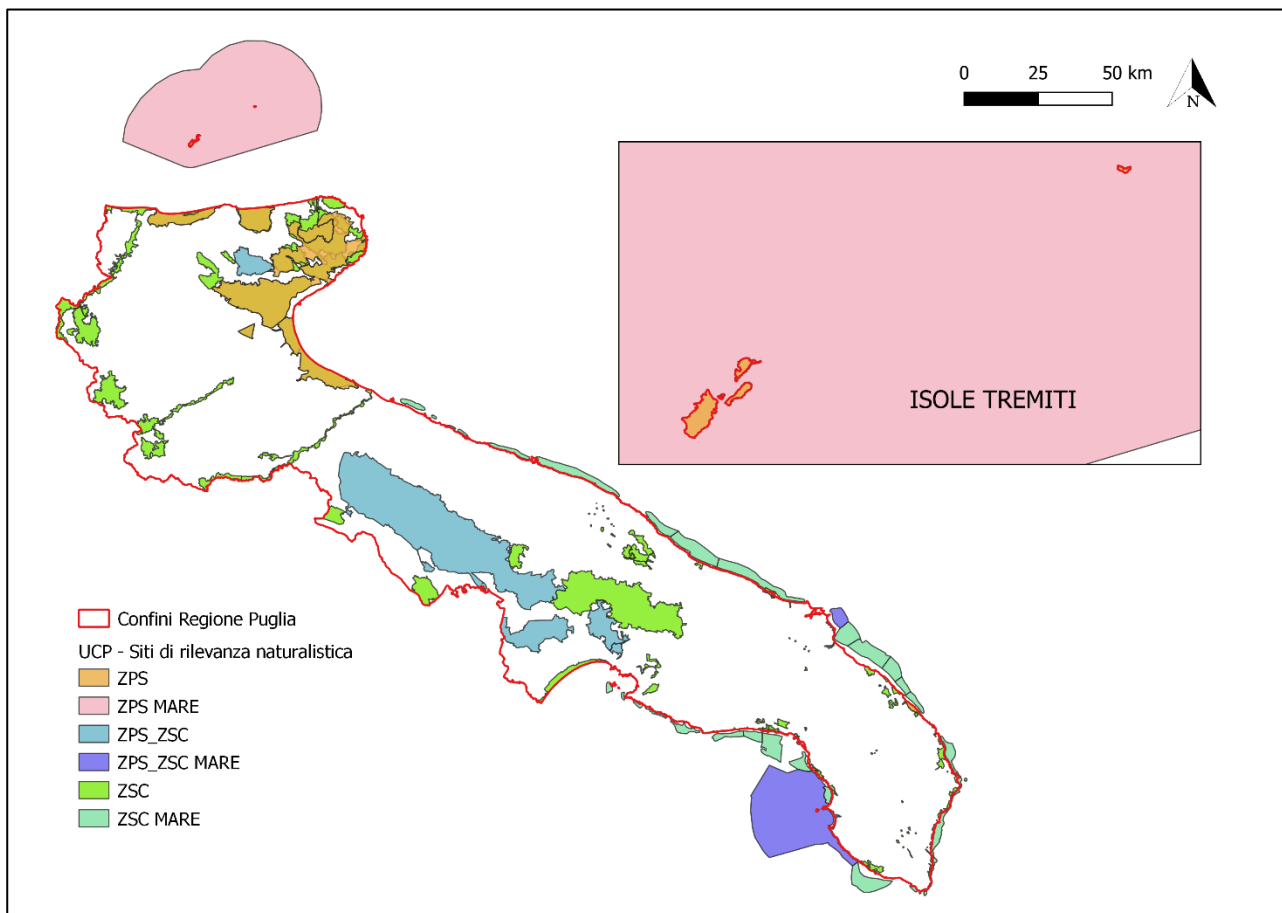 0 25 50 km
N
ISOLE TREMITI
Confini Regione Puglia
UCP - Siti di rilevanza naturalistica
ZPS
ZPS MARE
ZPS_ZSC
ZPS_ZSC MARE
ZSC
ZSC MARE